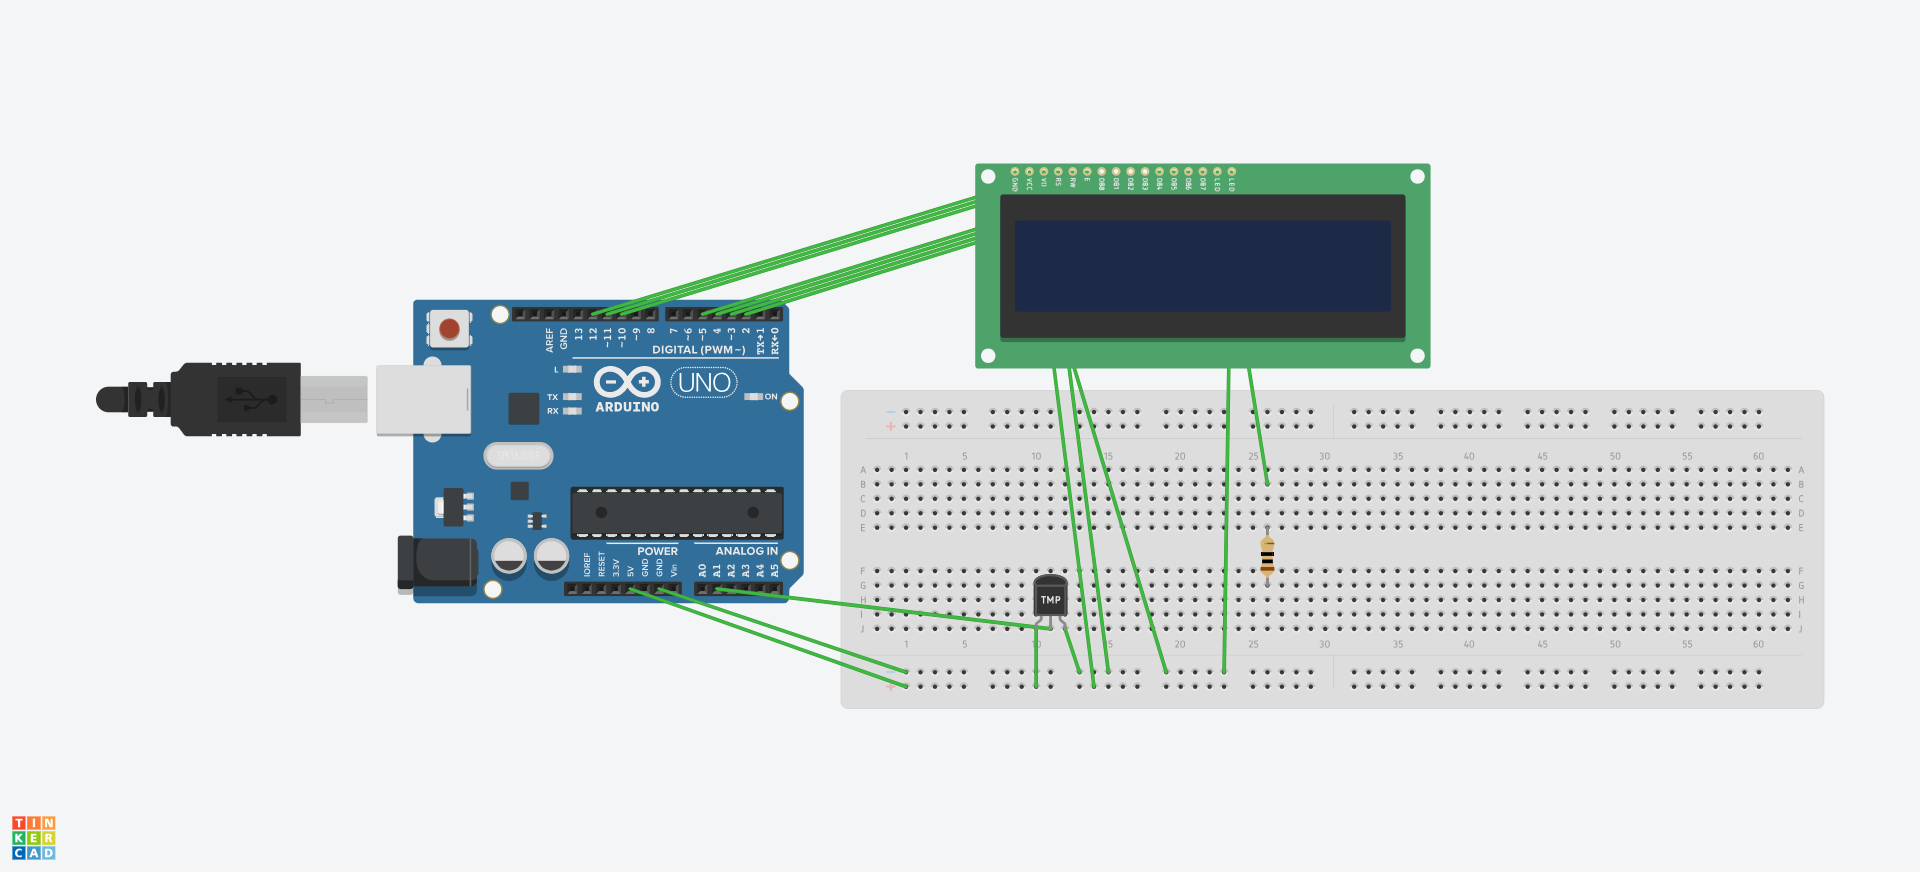 GND VCC V0 RS RW E DB0 DB1 DB2 DB3 DB4 DB5 DB6 DB7 LED LED
AREF GND 13 12 ~11 ~10 ~9 8 7 ~6 ~5 4 ~3 2 TX→1 RX←0
DIGITAL (PWM~)
L
TX
RX
UNO
ON
ARDUINO
POWER
ANALOG IN
IOREF RESET 3.3V 5V GND GND Vin A0 A1 A2 A3 A4 A5
1 5 10 15 20 25 30 35 40 45 50 55 60
A A
B B
C C
D D
E E
F F
G G
H H
I I
J J
TMP
1 5 10 15 20 25 30 35 40 45 50 55 60
TIN
KER
CAD